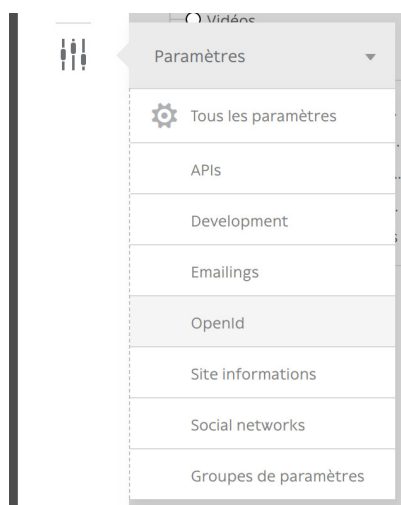 Vidéos
Paramètres
Tous les paramètres
APIs
Development
Emailings
OpenId
Site informations
Social networks
Groupes de paramètres